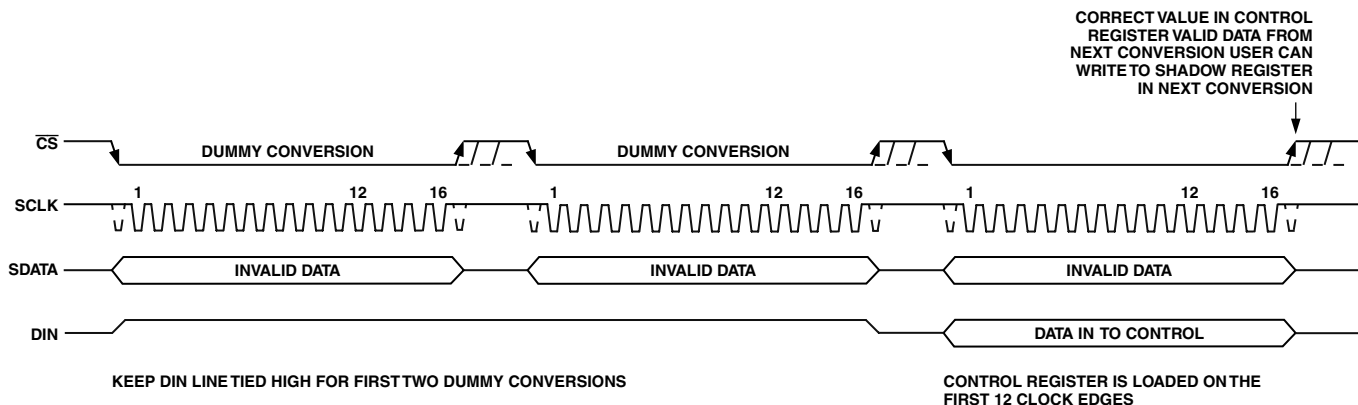 CORRECT VALUE IN CONTROL
REGISTER VALID DATA FROM
NEXT CONVERSION USER CAN
WRITE TO SHADOW REGISTER
IN NEXT CONVERSION
CS
DUMMY CONVERSION
DUMMY CONVERSION
SCLK
1
12
16
1
12
16
1
12
16
SDATA
INVALID DATA
INVALID DATA
INVALID DATA
DIN
DATA IN TO CONTROL
KEEP DIN LINE TIED HIGH FOR FIRST TWO DUMMY CONVERSIONS
CONTROL REGISTER IS LOADED ON THE
FIRST 12 CLOCK EDGES